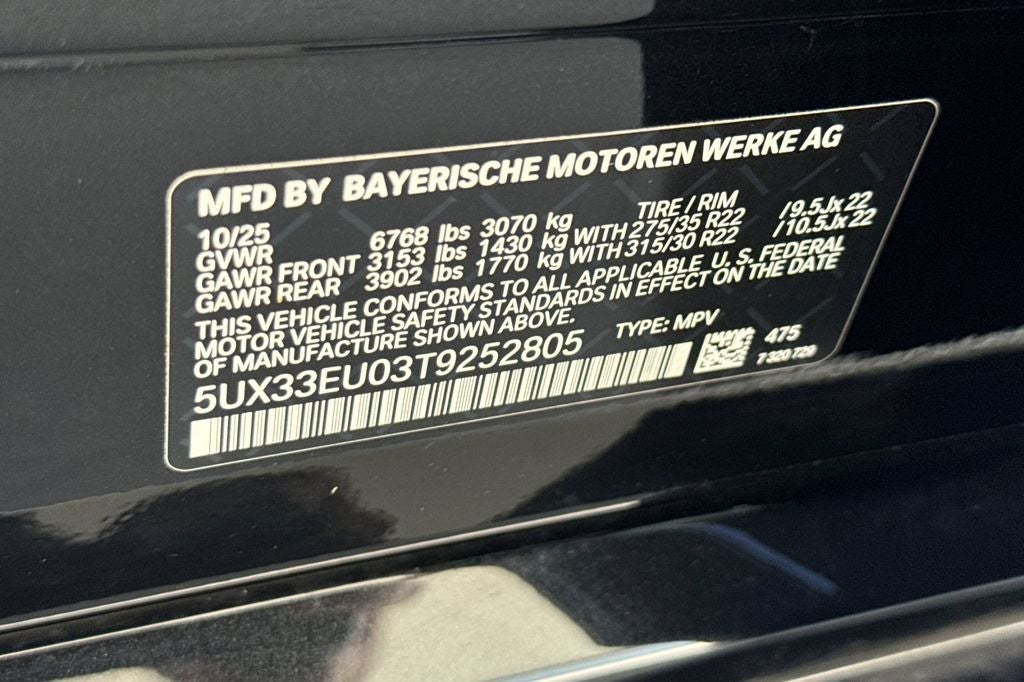 MFD BY BAYERISCHE MOTOREN WERKE AG
10/25 TIRE / RIM
GVWR 6768 lbs 3070 kg
GAWR FRONT 3153 lbs 1430 kg WITH 275/35 R22 /9.5Jx22
GAWR REAR 3902 lbs 1770 kg WITH 315/30 R22 /10.5Jx22
THIS VEHICLE CONFORMS TO ALL APPLICABLE U.S. FEDERAL
MOTOR VEHICLE SAFETY STANDARDS IN EFFECT ON THE DATE
OF MANUFACTURE SHOWN ABOVE.
5UX33EU03T9252805 TYPE: MPV
475
7 320 729